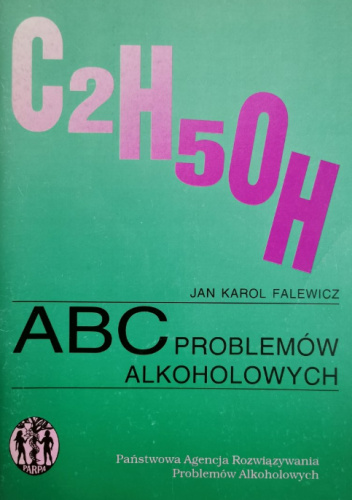 C2H5OH
JAN KAROL FALEWICZ
ABC PROBLEMÓW
ALKOHOLOWYCH
PARPA
Państwowa Agencja Rozwiązywania
Problemów Alkoholowych